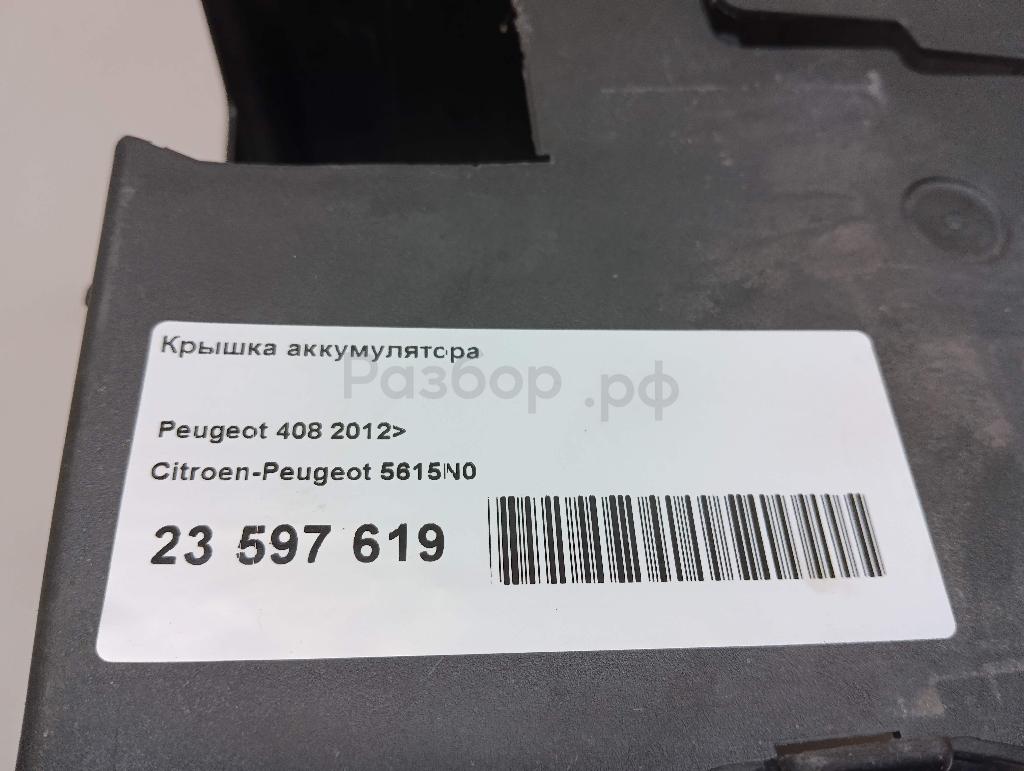 Крышка аккумулятора
Разбор.рф
Peugeot 408 2012>
Citroen-Peugeot 5615N0
23 597 619